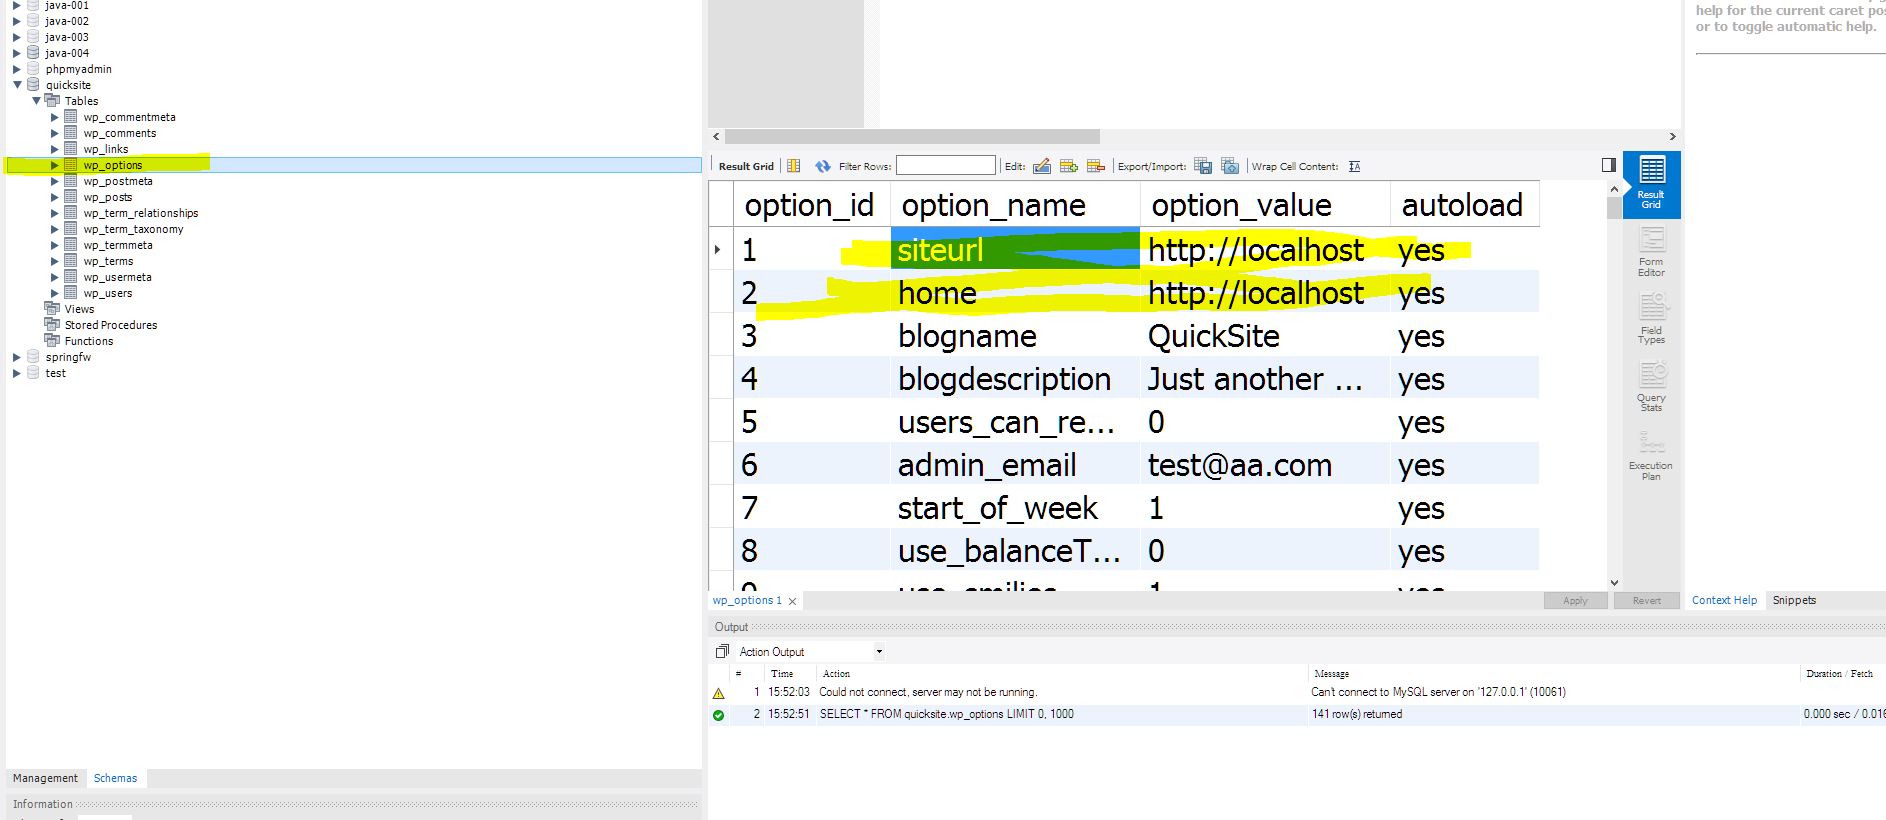 java-001
java-002
java-003
java-004
phpmyadmin
quicksite
Tables
wp_commentmeta
wp_comments
wp_links
wp_options
wp_postmeta
wp_posts
wp_term_relationships
wp_term_taxonomy
wp_termmeta
wp_terms
wp_usermeta
wp_users
Views
Stored Procedures
Functions
springfw
test
Management Schemas
Information
help for the current caret pos
or to toggle automatic help.
Result Grid Filter Rows: Edit: Export/Import: Wrap Cell Content:
option_id option_name option_value autoload
1 siteurl http://localhost yes
2 home http://localhost yes
3 blogname QuickSite yes
4 blogdescription Just another ... yes
5 users_can_re... 0 yes
6 admin_email test@aa.com yes
7 start_of_week 1 yes
8 use_balanceT... 0 yes
9 use_smilies 1 yes
Result
Grid
Form
Editor
Field
Types
Query
Stats
Execution
Plan
wp_options 1 Apply Revert Context Help Snippets
Output
Action Output
# Time Action Message Duration / Fetch
1 15:52:03 Could not connect, server may not be running. Can't connect to MySQL server on '127.0.0.1' (10061)
2 15:52:51 SELECT * FROM quicksite.wp_options LIMIT 0, 1000 141 row(s) returned 0.000 sec / 0.016